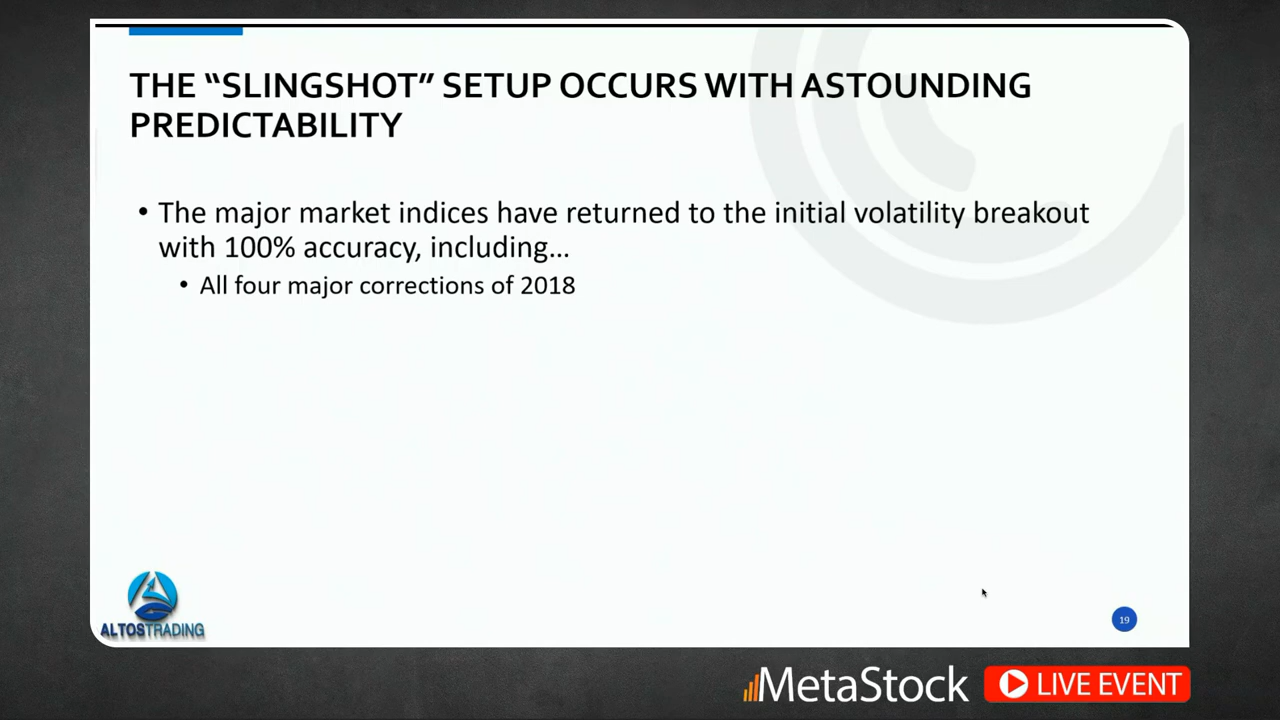 THE “SLINGSHOT” SETUP OCCURS WITH ASTOUNDING
PREDICTABILITY
• The major market indices have returned to the initial volatility breakout
with 100% accuracy, including…
• All four major corrections of 2018
ALTOSTRADING
19
MetaStock
LIVE EVENT